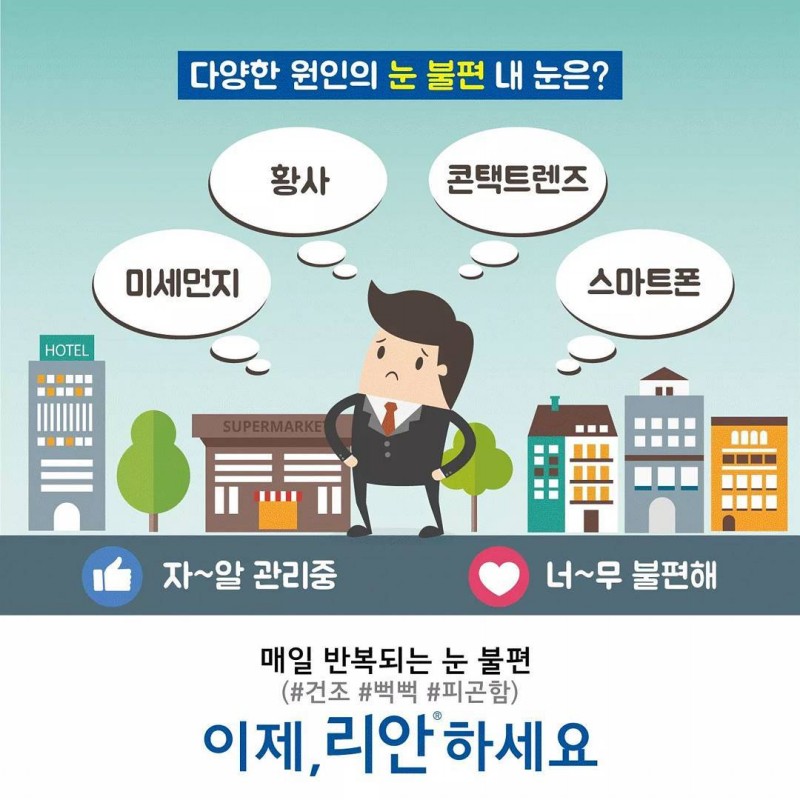 다양한 원인의 눈 불편 내 눈은?
황사
콘택트렌즈
미세먼지
스마트폰
HOTEL
SUPERMARKET
자~알 관리중
너~무 불편해
매일 반복되는 눈 불편
(#건조 #뻑뻑 #피곤함)
이제, 리안® 하세요